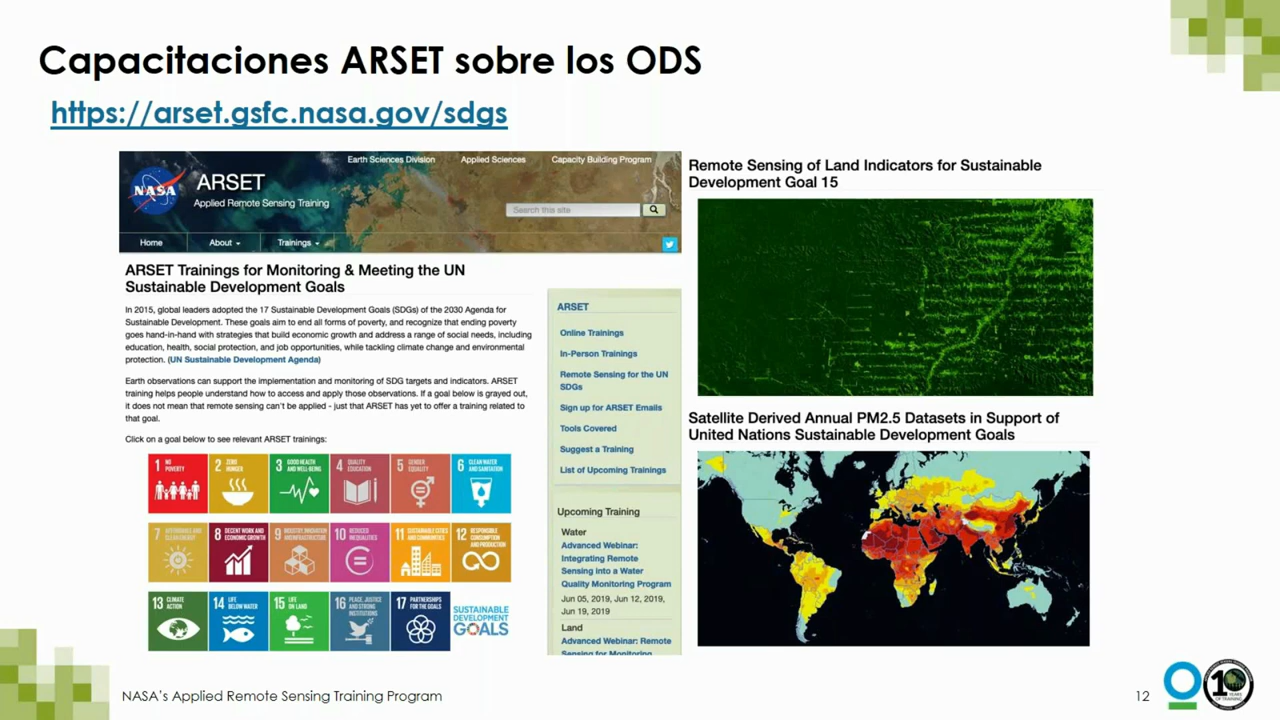 Capacitaciones ARSET sobre los ODS
https://arset.gsfc.nasa.gov/sdgs
Earth Sciences Division
Applied Sciences
Capacity Building Program
NASA
ARSET
Applied Remote Sensing Training
Search this site
Home
About
Trainings
ARSET Trainings for Monitoring & Meeting the UN
Sustainable Development Goals
In 2015, global leaders adopted the 17 Sustainable Development Goals (SDGs) of the 2030 Agenda for
Sustainable Development. These goals aim to end all forms of poverty, and recognize that ending poverty
goes hand-in-hand with strategies that build economic growth and address a range of social needs, including
education, health, social protection, and job opportunities, while tackling climate change and environmental
protection. (UN Sustainable Development Agenda)
Earth observations can support the implementation and monitoring of SDG targets and indicators. ARSET
training helps people understand how to access and apply those observations. If a goal below is grayed out,
it does not mean that remote sensing can't be applied - just that ARSET has yet to offer a training related to
that goal.
Click on a goal below to see relevant ARSET trainings:
1 NO
POVERTY
2 ZERO
HUNGER
3 GOOD HEALTH
AND WELL-BEING
4 QUALITY
EDUCATION
5 GENDER
EQUALITY
6 CLEAN WATER
AND SANITATION
7 AFFORDABLE AND
CLEAN ENERGY
8 DECENT WORK AND
ECONOMIC GROWTH
9 INDUSTRY, INNOVATION
AND INFRASTRUCTURE
10 REDUCED
INEQUALITIES
11 SUSTAINABLE CITIES
AND COMMUNITIES
12 RESPONSIBLE
CONSUMPTION
AND PRODUCTION
13 CLIMATE
ACTION
14 LIFE
BELOW WATER
15 LIFE
ON LAND
16 PEACE, JUSTICE
AND STRONG
INSTITUTIONS
17 PARTNERSHIPS
FOR THE GOALS
SUSTAINABLE
DEVELOPMENT
GOALS
ARSET
Online Trainings
In-Person Trainings
Remote Sensing for the UN
SDGs
Sign up for ARSET Emails
Tools Covered
Suggest a Training
List of Upcoming Trainings
Upcoming Training
Water
Advanced Webinar:
Integrating Remote
Sensing into a Water
Quality Monitoring Program
Jun 05, 2019, Jun 12, 2019,
Jun 19, 2019
Land
Advanced Webinar: Remote
Sensing for Monitoring
Remote Sensing of Land Indicators for Sustainable
Development Goal 15
Satellite Derived Annual PM2.5 Datasets in Support of
United Nations Sustainable Development Goals
NASA's Applied Remote Sensing Training Program
12
10
YEARS
OF TRAINING